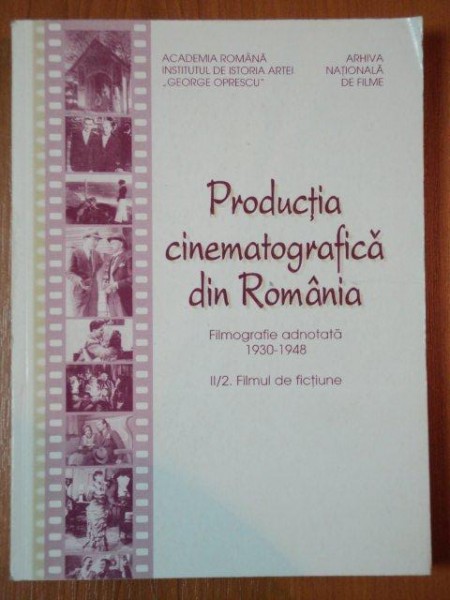 ACADEMIA ROMÂNĂ
INSTITUTUL DE ISTORIA ARTEI
„GEORGE OPRESCU”
ARHIVA
NAȚIONALĂ
DE FILME
Producția
cinematografică
din România
Filmografie adnotată
1930-1948
II/2. Filmul de ficțiune